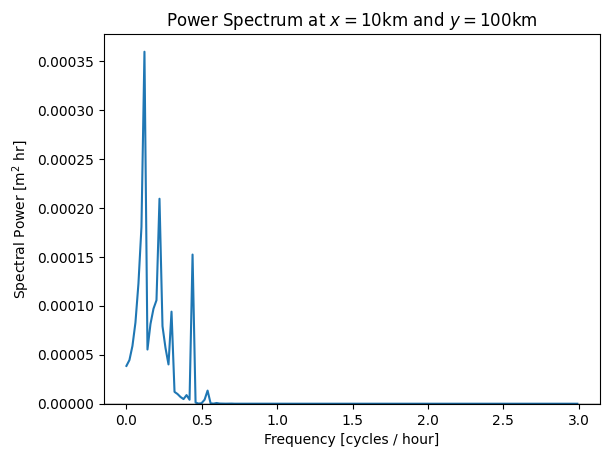 Power Spectrum at x = 10km and y = 100km
0.00035
0.00030
0.00025
0.00020
0.00015
0.00010
0.00005
0.00000
Spectral Power [m² hr]
0.0 0.5 1.0 1.5 2.0 2.5 3.0
Frequency [cycles / hour]